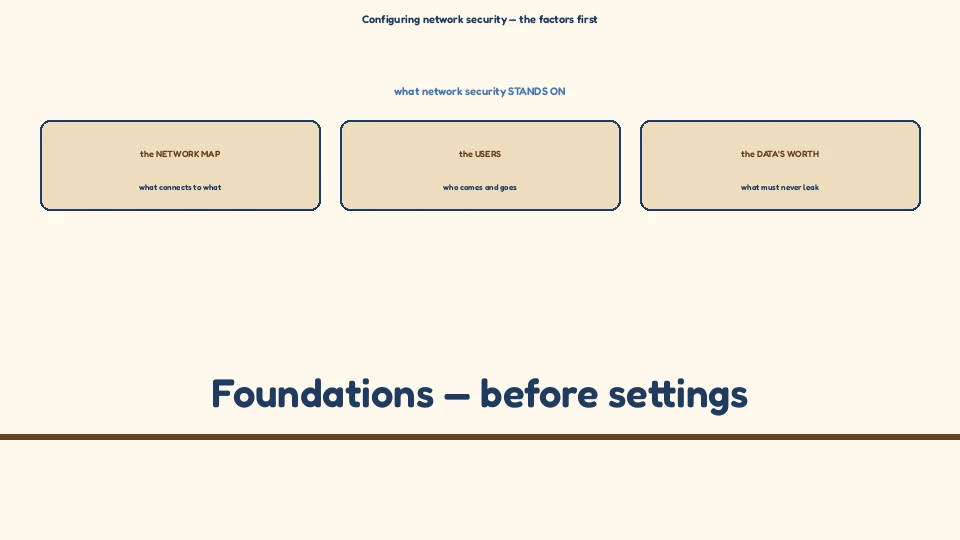 Configuring network security — the factors first
what network security STANDS ON
the NETWORK MAP
what connects to what
the USERS
who comes and goes
the DATA'S WORTH
what must never leak
Foundations — before settings